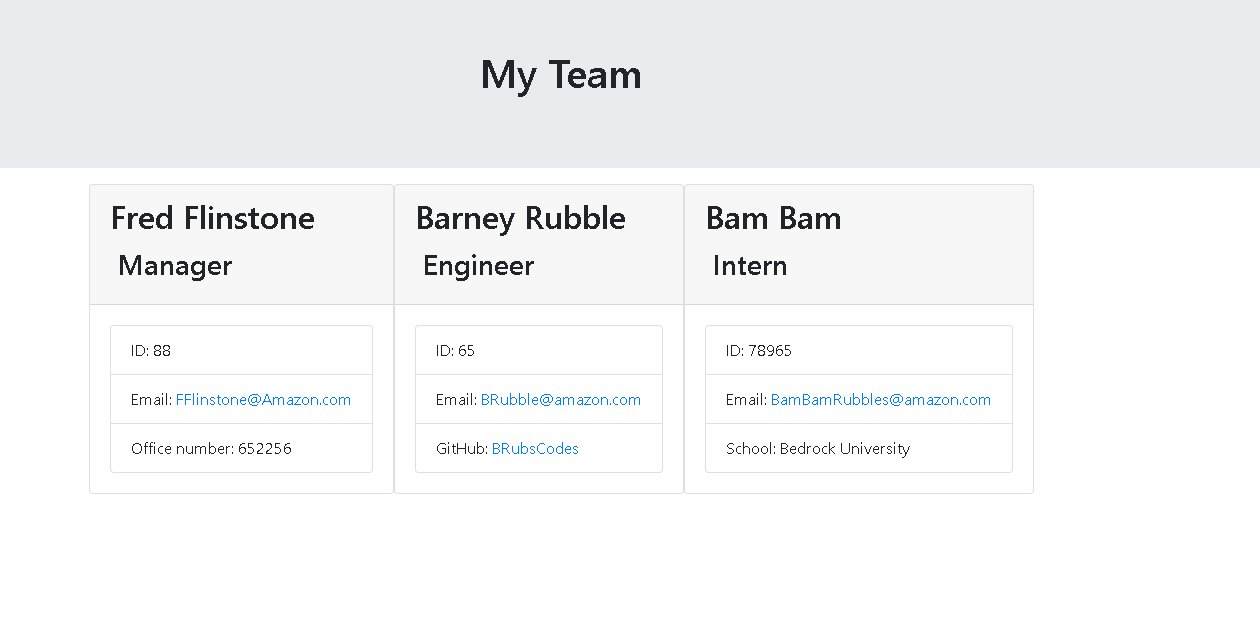 My Team
Fred Flinstone
Manager
ID: 88
Email: FFlinstone@Amazon.com
Office number: 652256
Barney Rubble
Engineer
ID: 65
Email: BRubble@amazon.com
GitHub: BRubsCodes
Bam Bam
Intern
ID: 78965
Email: BamBamRubbles@amazon.com
School: Bedrock University